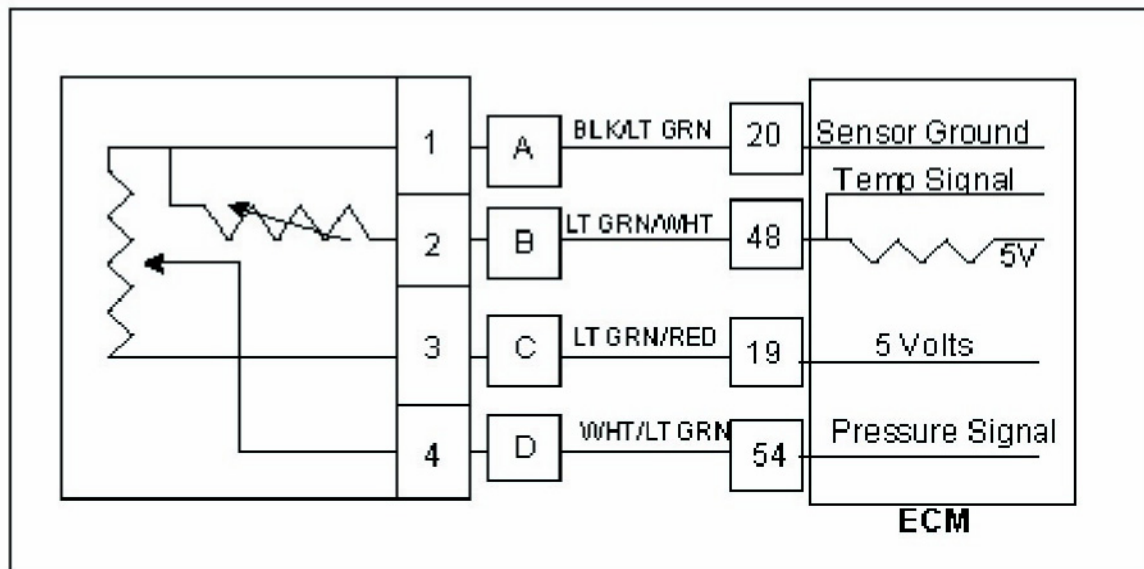 1 A BLK/LT GRN 20 Sensor Ground
Temp Signal
2 B LT GRN/WHT 48
5V
3 C LT GRN/RED 19 5 Volts
4 D WHT/LT GRN 54 Pressure Signal
ECM